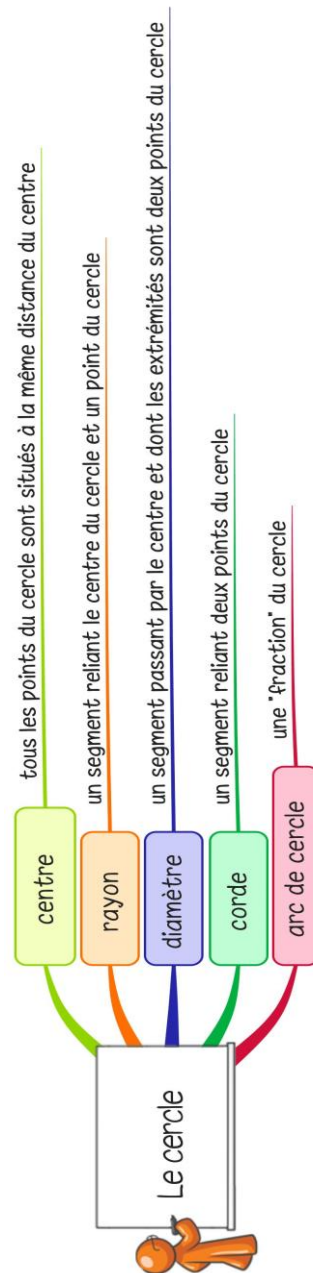 Le cercle
centre
tous les points du cercle sont situés à la même distance du centre
rayon
un segment reliant le centre du cercle et un point du cercle
diamètre
un segment passant par le centre et dont les extrémités sont deux points du cercle
corde
un segment reliant deux points du cercle
arc de cercle
une "fraction" du cercle